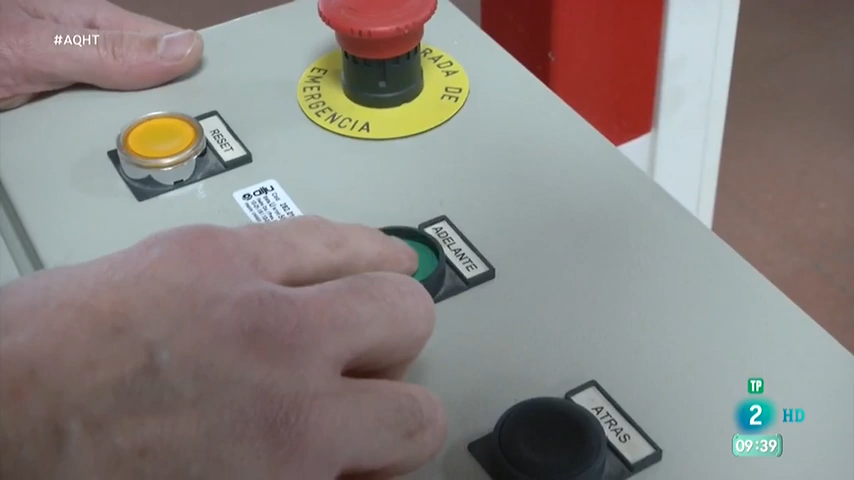 #AQHT
RADA DE
EMERGENCIA
RESET
ADELANTE
ATRAS
TP
2 HD
09:39